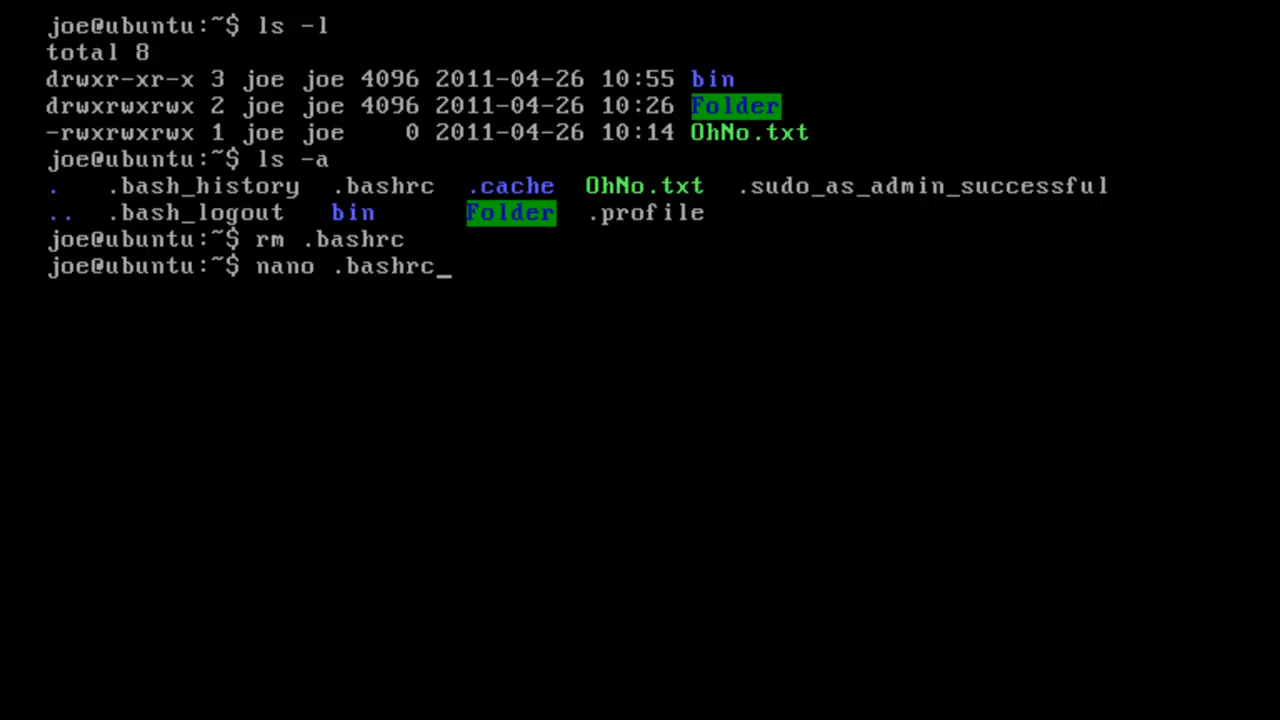 joe@ubuntu:~$ ls -l
total 8
drwxr-xr-x 3 joe joe 4096 2011-04-26 10:55 bin
drwxrwxrwx 2 joe joe 4096 2011-04-26 10:26 Folder
-rwxrwxrwx 1 joe joe    0 2011-04-26 10:14 OhNo.txt
joe@ubuntu:~$ ls -a
.   .bash_history  .bashrc  .cache  OhNo.txt  .sudo_as_admin_successful
..  .bash_logout   bin      Folder  .profile
joe@ubuntu:~$ rm .bashrc
joe@ubuntu:~$ nano .bashrc_